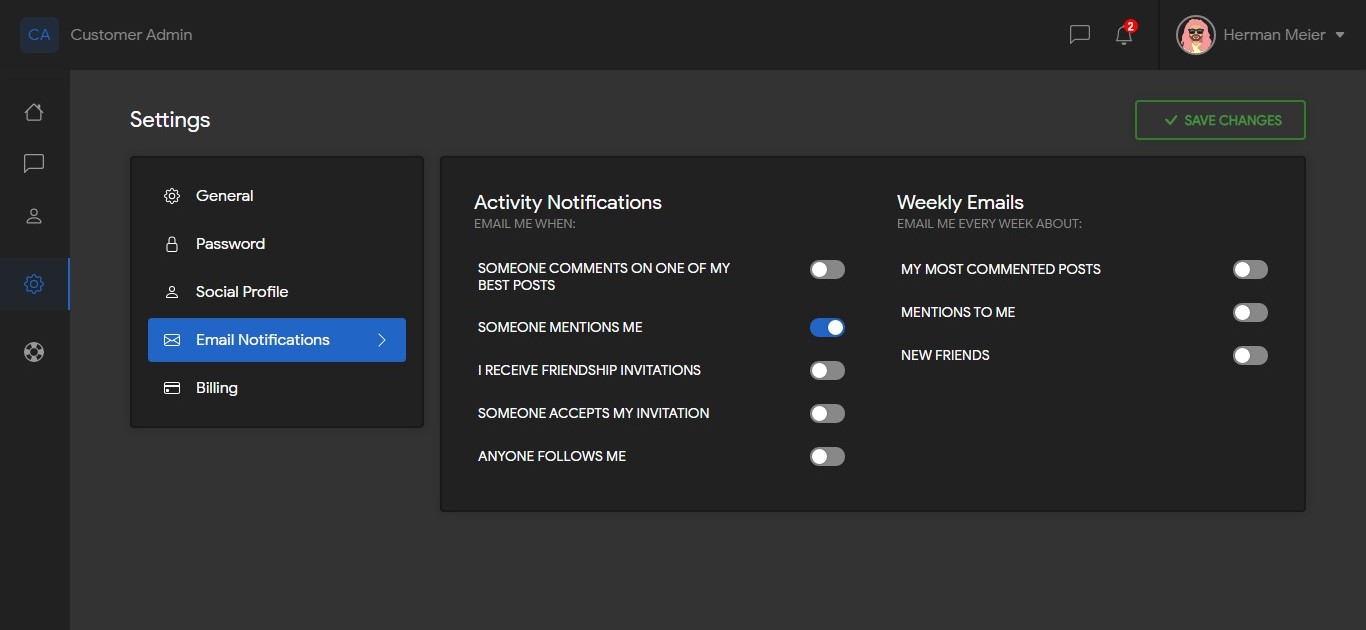 CA
Customer Admin
2
Herman Meier
Settings
SAVE CHANGES
General
Password
Social Profile
Email Notifications
Billing
Activity Notifications
EMAIL ME WHEN:
SOMEONE COMMENTS ON ONE OF MY
BEST POSTS
SOMEONE MENTIONS ME
I RECEIVE FRIENDSHIP INVITATIONS
SOMEONE ACCEPTS MY INVITATION
ANYONE FOLLOWS ME
Weekly Emails
EMAIL ME EVERY WEEK ABOUT:
MY MOST COMMENTED POSTS
MENTIONS TO ME
NEW FRIENDS